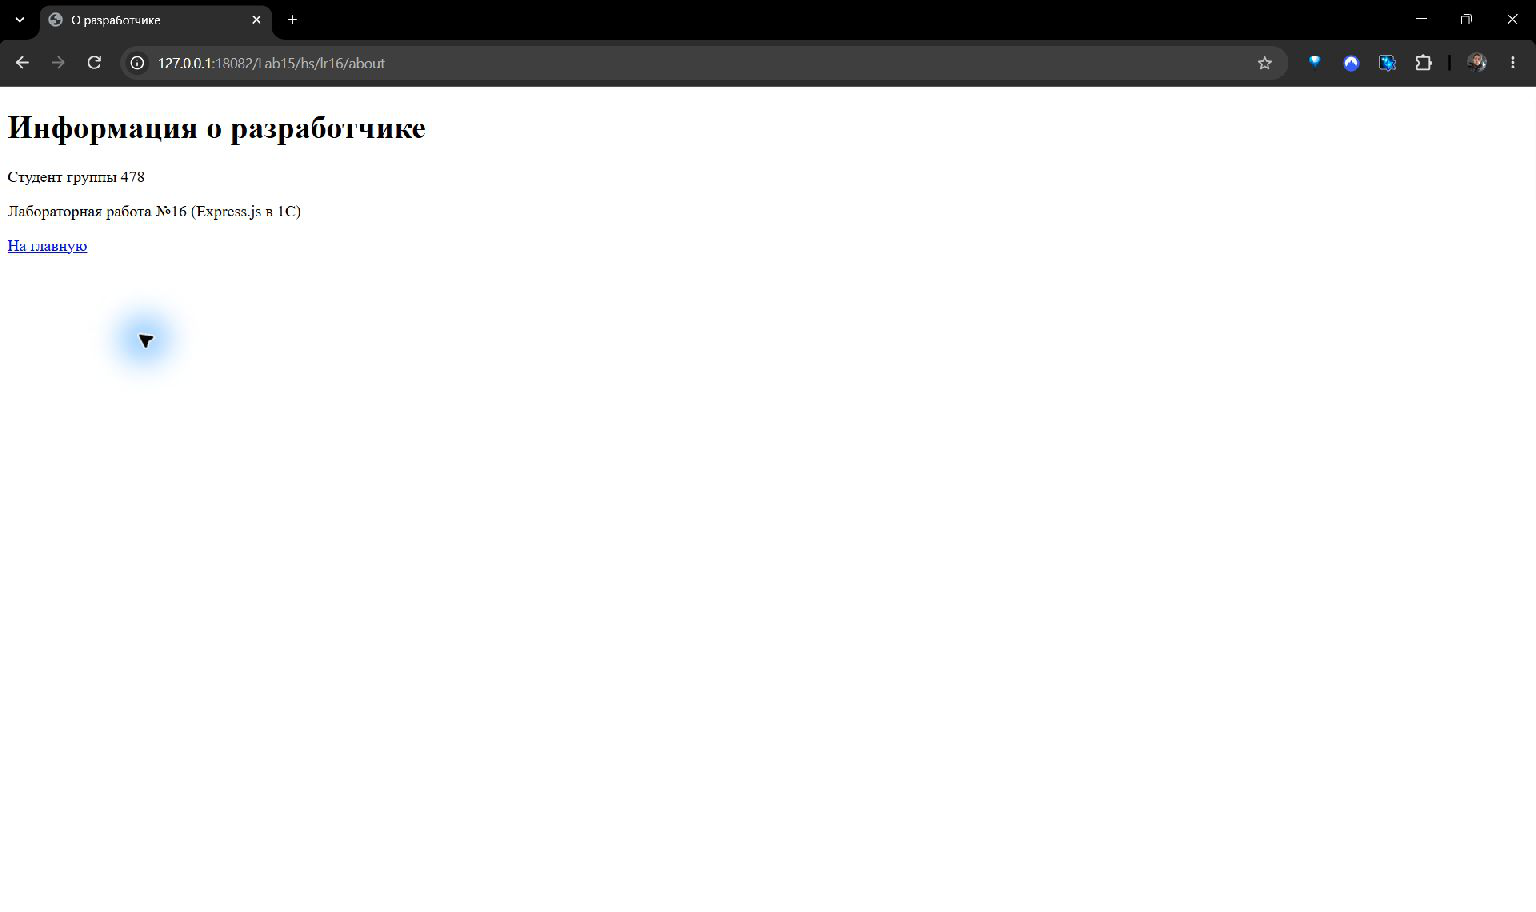 О разработчике
127.0.0.1:18082/Lab15/hs/lr16/about
Информация о разработчике
Студент группы 478
Лабораторная работа №16 (Express.js в 1С)
На главную